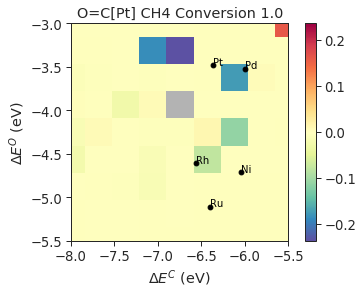 O=C[Pt] CH4 Conversion 1.0
−3.0
−3.5
−4.0
−4.5
−5.0
−5.5
ΔE^O (eV)
Pt
Pd
Rh
Ni
Ru
−8.0 −7.5 −7.0 −6.5 −6.0 −5.5
ΔE^C (eV)
0.2
0.1
0.0
−0.1
−0.2